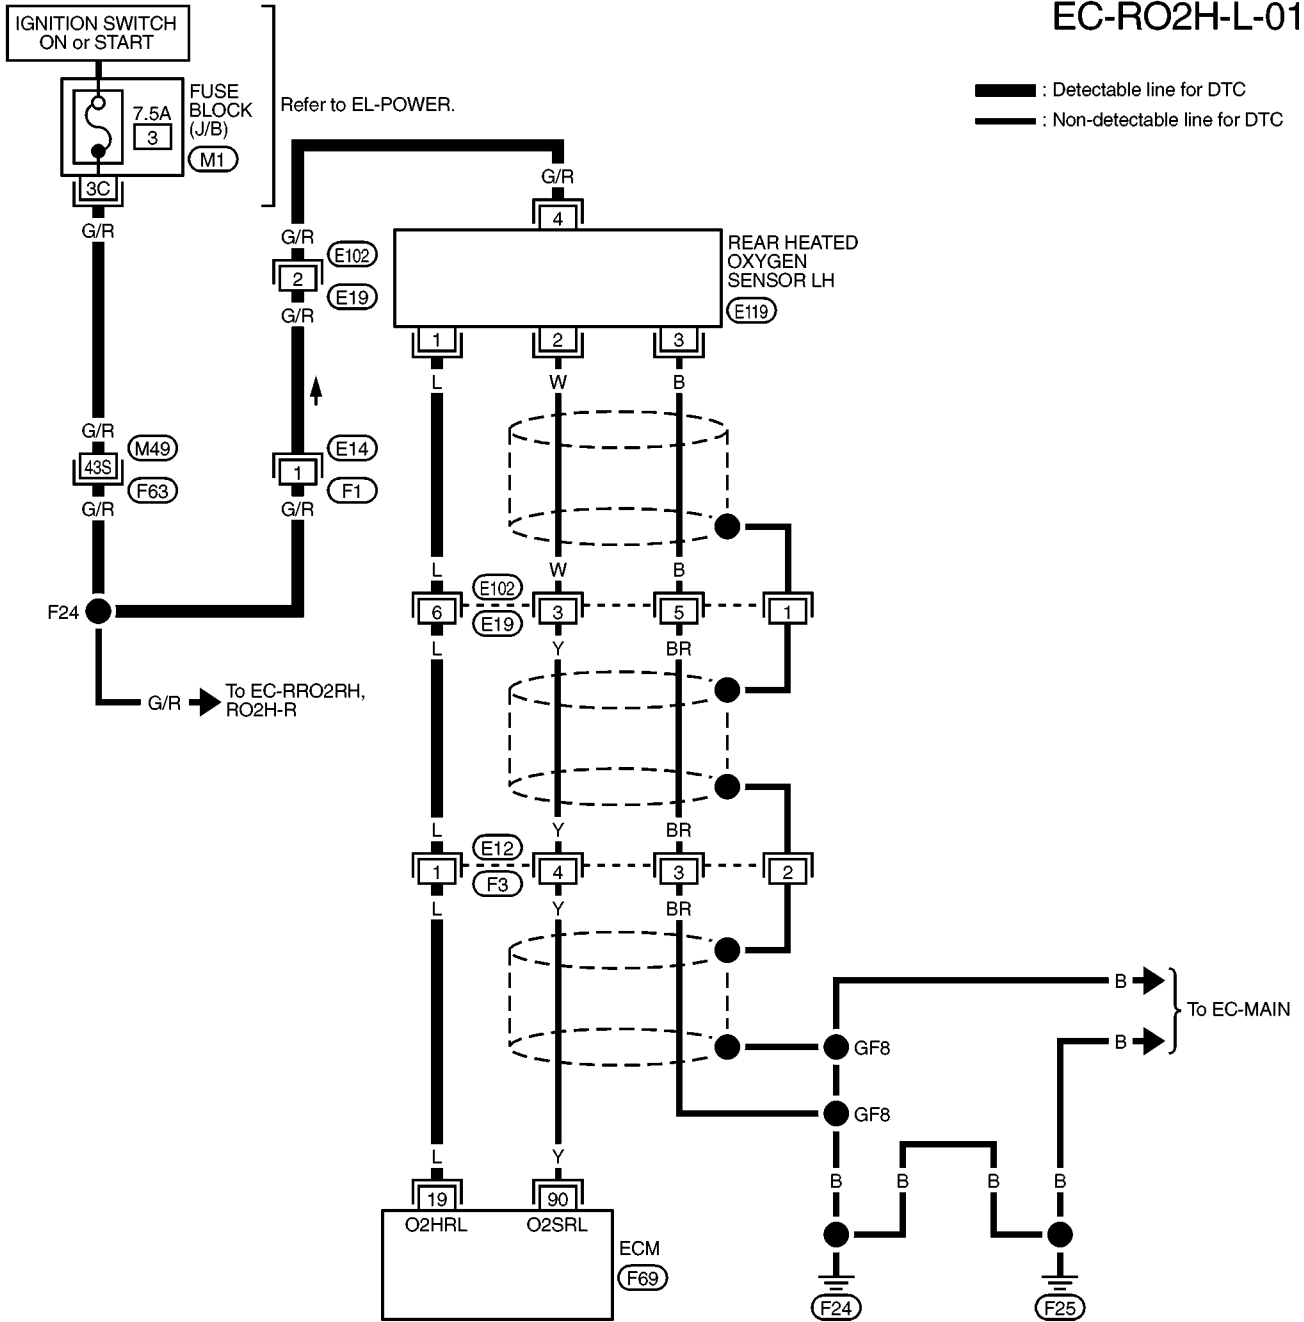 EC-RO2H-L-01
IGNITION SWITCH
ON or START
FUSE
BLOCK
(J/B)
M1
7.5A
3
3C
Refer to EL-POWER.
: Detectable line for DTC
: Non-detectable line for DTC
G/R
G/R
43S
M49
F63
G/R
F24
G/R
To EC-RRO2RH,
RO2H-R
G/R
G/R
2
E102
E19
G/R
1
E14
F1
G/R
4
REAR HEATED
OXYGEN
SENSOR LH
E119
1
2
3
L
W
B
L
W
B
6
E102
E19
3
5
1
L
Y
BR
L
Y
BR
1
E12
F3
4
3
2
L
Y
BR
B
To EC-MAIN
B
GF8
GF8
L
Y
B
B
B
B
19
90
O2HRL
O2SRL
ECM
F69
F24
F25